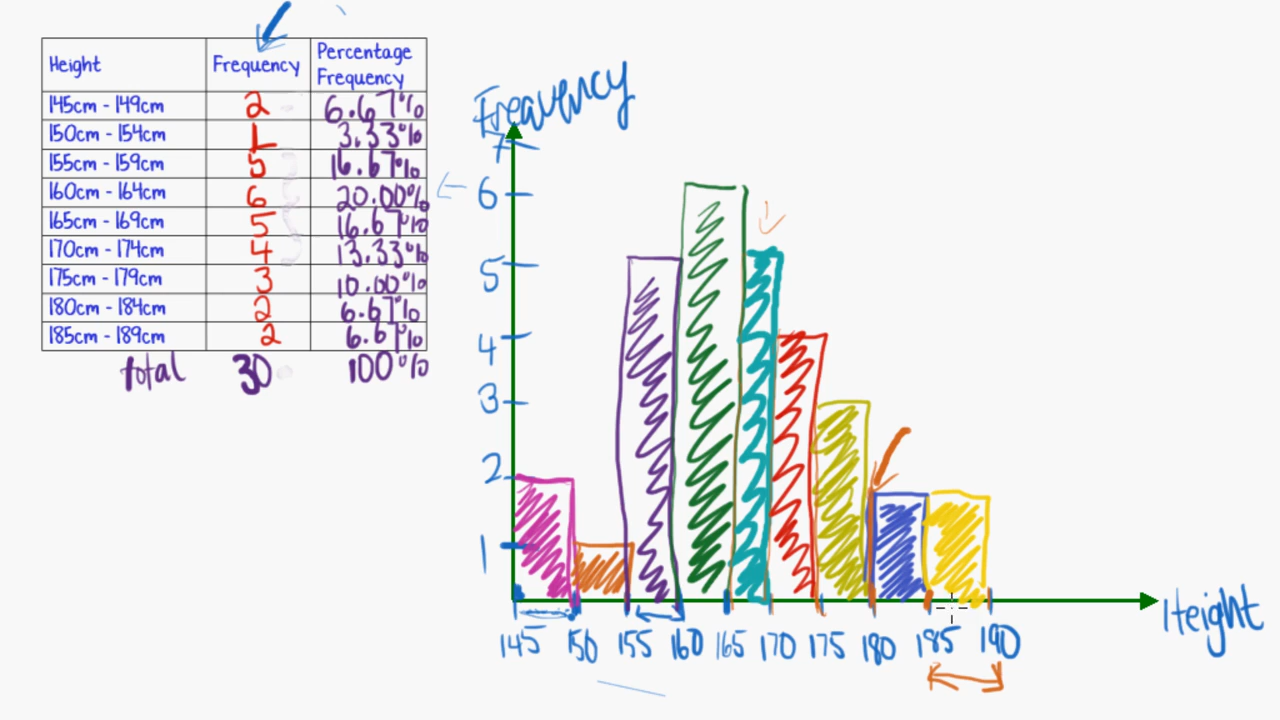 Height Frequency Percentage Frequency
145cm - 149cm 2 6.67%
150cm - 154cm 1 3.33%
155cm - 159cm 5 16.67%
160cm - 164cm 6 20.00%
165cm - 169cm 5 16.67%
170cm - 174cm 4 13.33%
175cm - 179cm 3 10.00%
180cm - 184cm 2 6.67%
185cm - 189cm 2 6.67%
total 30 100%
Frequency
7
6
5
4
3
2
1
145 150 155 160 165 170 175 180 185 190
Height